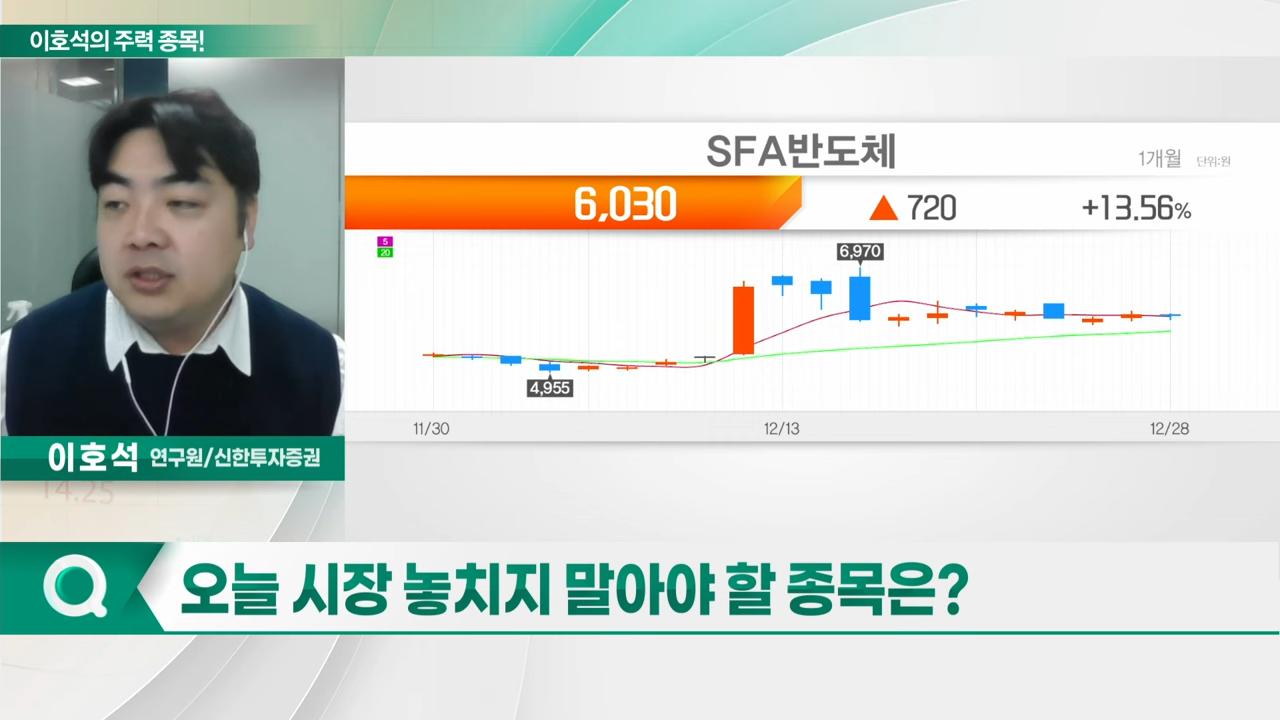 이호석의 주력 종목!
SFA반도체
1개월 단위:원
6,030 ▲ 720 +13.56%
5
20
6,970
4,955
11/30 12/13 12/28
이호석 연구원/신한투자증권
14.25
오늘 시장 놓치지 말아야 할 종목은?